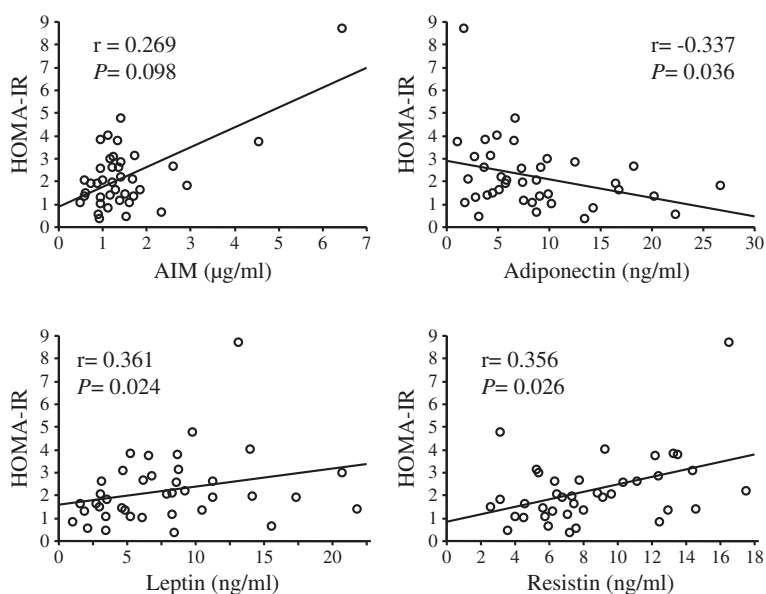 9
8
7
6
5
4
3
2
1
0
HOMA-IR
r = 0.269
P= 0.098
0 1 2 3 4 5 6 7
AIM (µg/ml)
9
8
7
6
5
4
3
2
1
0
HOMA-IR
r= -0.337
P= 0.036
0 5 10 15 20 25 30
Adiponectin (ng/ml)
9
8
7
6
5
4
3
2
1
0
HOMA-IR
r= 0.361
P= 0.024
0 5 10 15 20
Leptin (ng/ml)
9
8
7
6
5
4
3
2
1
0
HOMA-IR
r= 0.356
P= 0.026
0 2 4 6 8 10 12 14 16 18
Resistin (ng/ml)